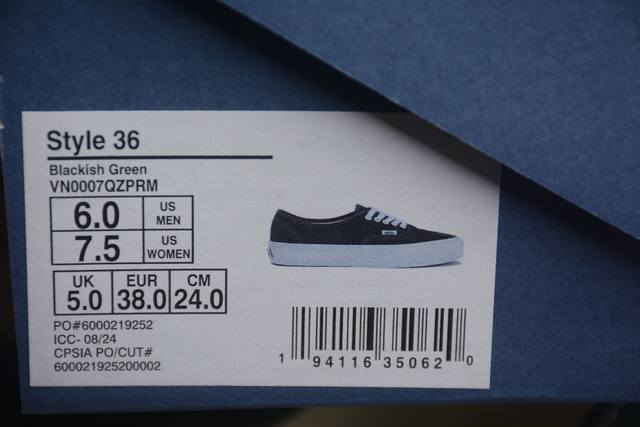 Style 36
Blackish Green
VN0007QZPRM
6.0 US MEN
7.5 US WOMEN
UK EUR CM
5.0 38.0 24.0
PO#6000219252
ICC- 08/24
CPSIA PO/CUT#
600021925200002
1 94116 35062 0